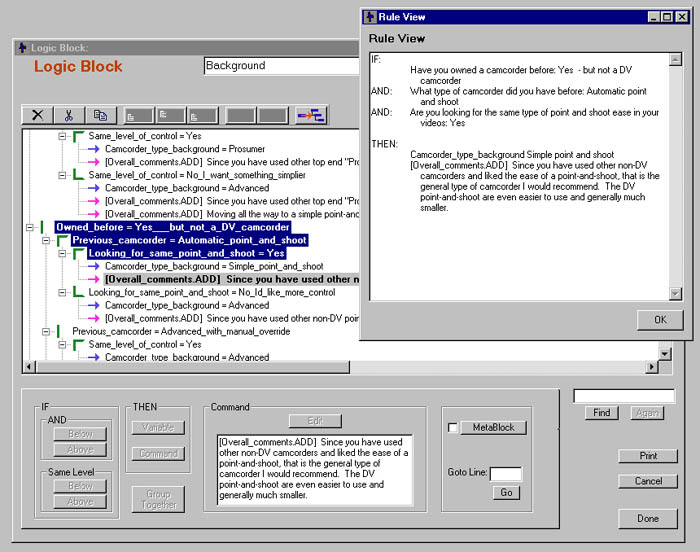 Logic Block:
Logic Block
Background
Same_level_of_control = Yes
Camcorder_type_background = Prosumer
[Overall_comments.ADD] Since you have used other top end "Pro
Same_level_of_control = No_I_want_something_simplier
Camcorder_type_background = Advanced
[Overall_comments.ADD] Since you have used other top end "Pro
[Overall_comments.ADD] Moving all the way to a simple point-and
Owned_before = Yes___but_not_a_DV_camcorder
Previous_camcorder = Automatic_point_and_shoot
Looking_for_same_point_and_shoot = Yes
Camcorder_type_background = Simple_point_and_shoot
[Overall_comments.ADD] Since you have used other n
Looking_for_same_point_and_shoot = No_Id_like_more_control
Camcorder_type_background = Advanced
[Overall_comments.ADD] Since you have used other non-DV poin
Previous_camcorder = Advanced_with_manual_override
Same_level_of_control = Yes
Camcorder_type_background = Advanced
Rule View
Rule View
IF:
Have you owned a camcorder before: Yes - but not a DV
camcorder
AND: What type of camcorder did you have before: Automatic point
and shoot
AND: Are you looking for the same type of point and shoot ease in your
videos: Yes
THEN:
Camcorder_type_background Simple point and shoot
[Overall_comments.ADD] Since you have used other non-DV
camcorders and liked the ease of a point-and-shoot, that is the
general type of camcorder I would recommend. The DV
point-and-shoot are even easier to use and generally much
smaller.
OK
IF
AND
Below
Above
Same Level
Below
Above
THEN
Variable
Command
Group
Together
Command
Edit
[Overall_comments.ADD] Since you have used
other non-DV camcorders and liked the ease of a
point-and-shoot, that is the general type of
camcorder I would recommend. The DV
point-and-shoot are even easier to use and
generally much smaller.
MetaBlock
Goto Line:
Go
Find
Again
Print
Cancel
Done